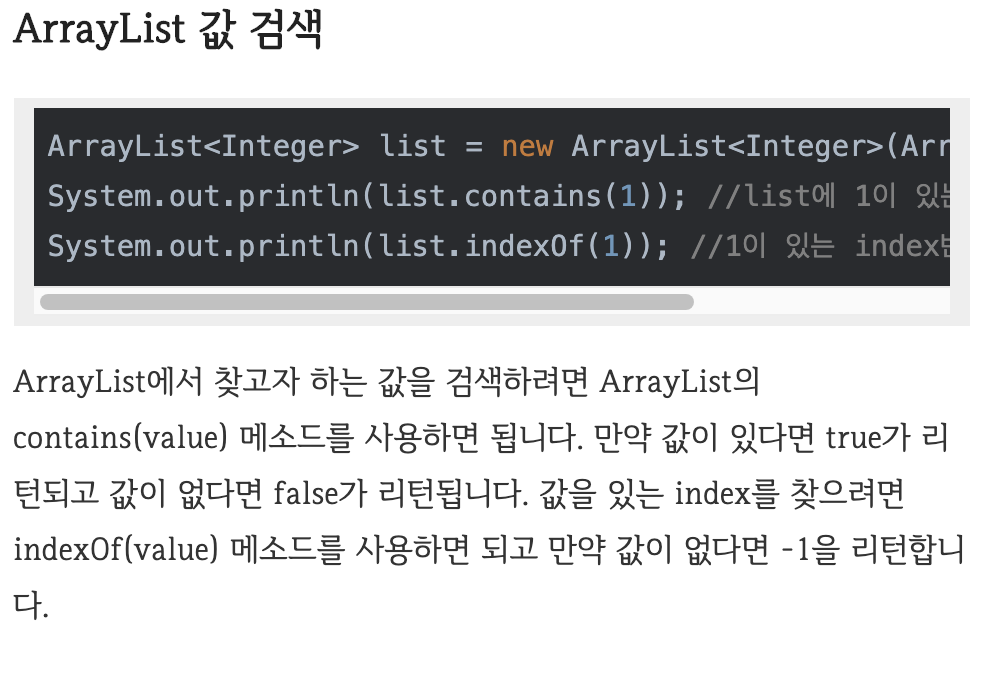 ArrayList 값 검색
ArrayList<Integer> list = new ArrayList<Integer>(Arr
System.out.println(list.contains(1)); //list에 1이
System.out.println(list.indexOf(1)); //1이 있는 index
ArrayList에서 찾고자 하는 값을 검색하려면 ArrayList의
contains(value) 메소드를 사용하면 됩니다. 만약 값이 있다면 true가 리
턴되고 값이 없다면 false가 리턴됩니다. 값을 있는 index를 찾으려면
indexOf(value) 메소드를 사용하면 되고 만약 값이 없다면 -1을 리턴합니
다.